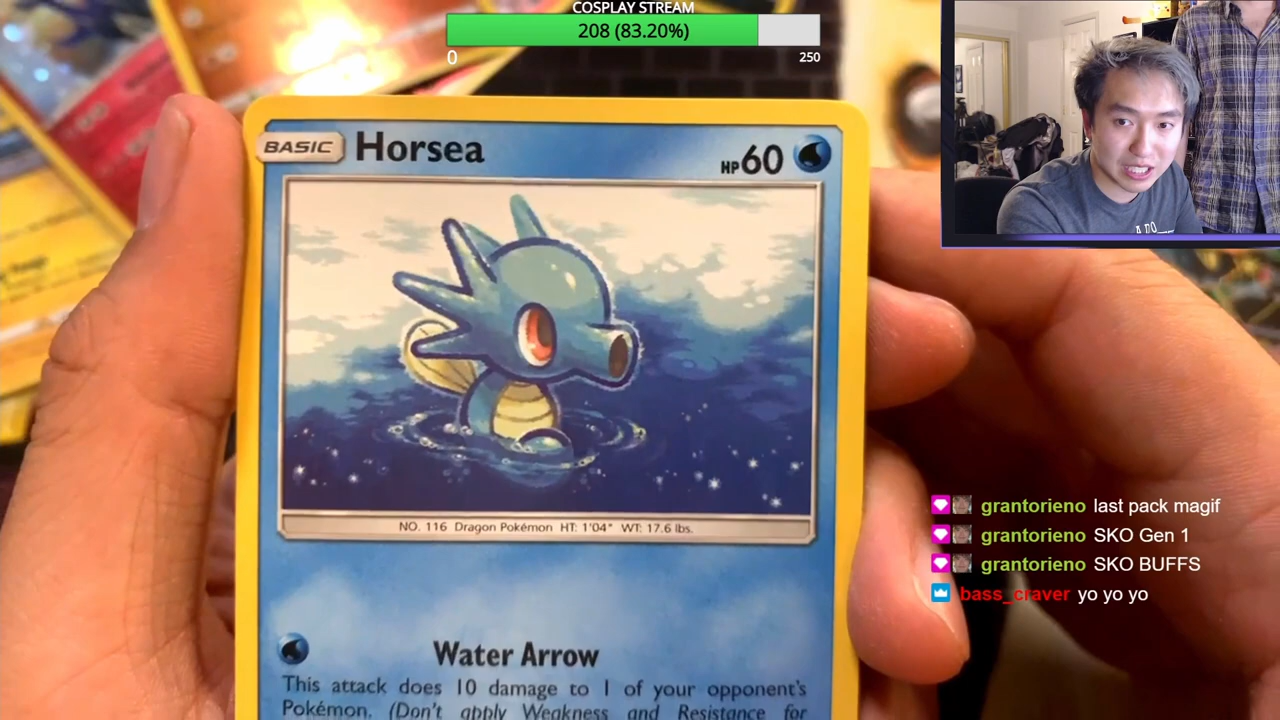 COSPLAY STREAM
208 (83.20%)
0
250
BASIC Horsea HP 60
NO. 116 Dragon Pokémon HT: 1'04" WT: 17.6 lbs.
Water Arrow
This attack does 10 damage to 1 of your opponent's
Pokémon. (Don't apply Weakness and Resistance for
grantorieno last pack magif
grantorieno SKO Gen 1
grantorieno SKO BUFFS
bass_craver yo yo yo